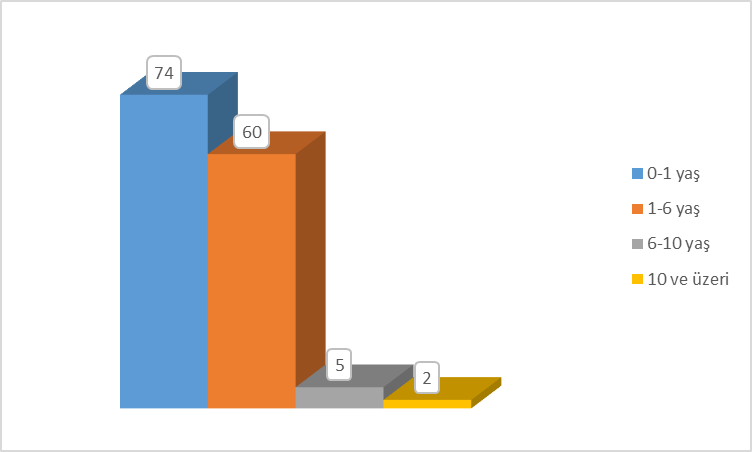 74
60
5
2
0-1 yaş
1-6 yaş
6-10 yaş
10 ve üzeri